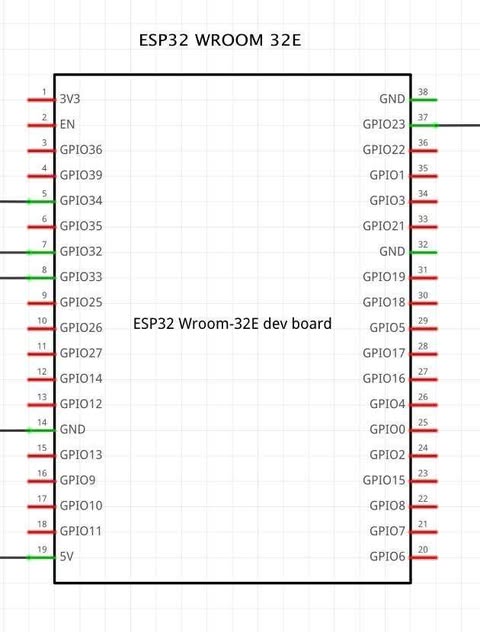 ESP32 WROOM 32E
1 3V3 GND 38
2 EN GPIO23 37
3 GPIO36 GPIO22 36
4 GPIO39 GPIO1 35
5 GPIO34 GPIO3 34
6 GPIO35 GPIO21 33
7 GPIO32 GND 32
8 GPIO33 GPIO19 31
9 GPIO25 GPIO18 30
ESP32 Wroom-32E dev board
10 GPIO26 GPIO5 29
11 GPIO27 GPIO17 28
12 GPIO14 GPIO16 27
13 GPIO12 GPIO4 26
14 GND GPIO0 25
15 GPIO13 GPIO2 24
16 GPIO9 GPIO15 23
17 GPIO10 GPIO8 22
18 GPIO11 GPIO7 21
19 5V GPIO6 20